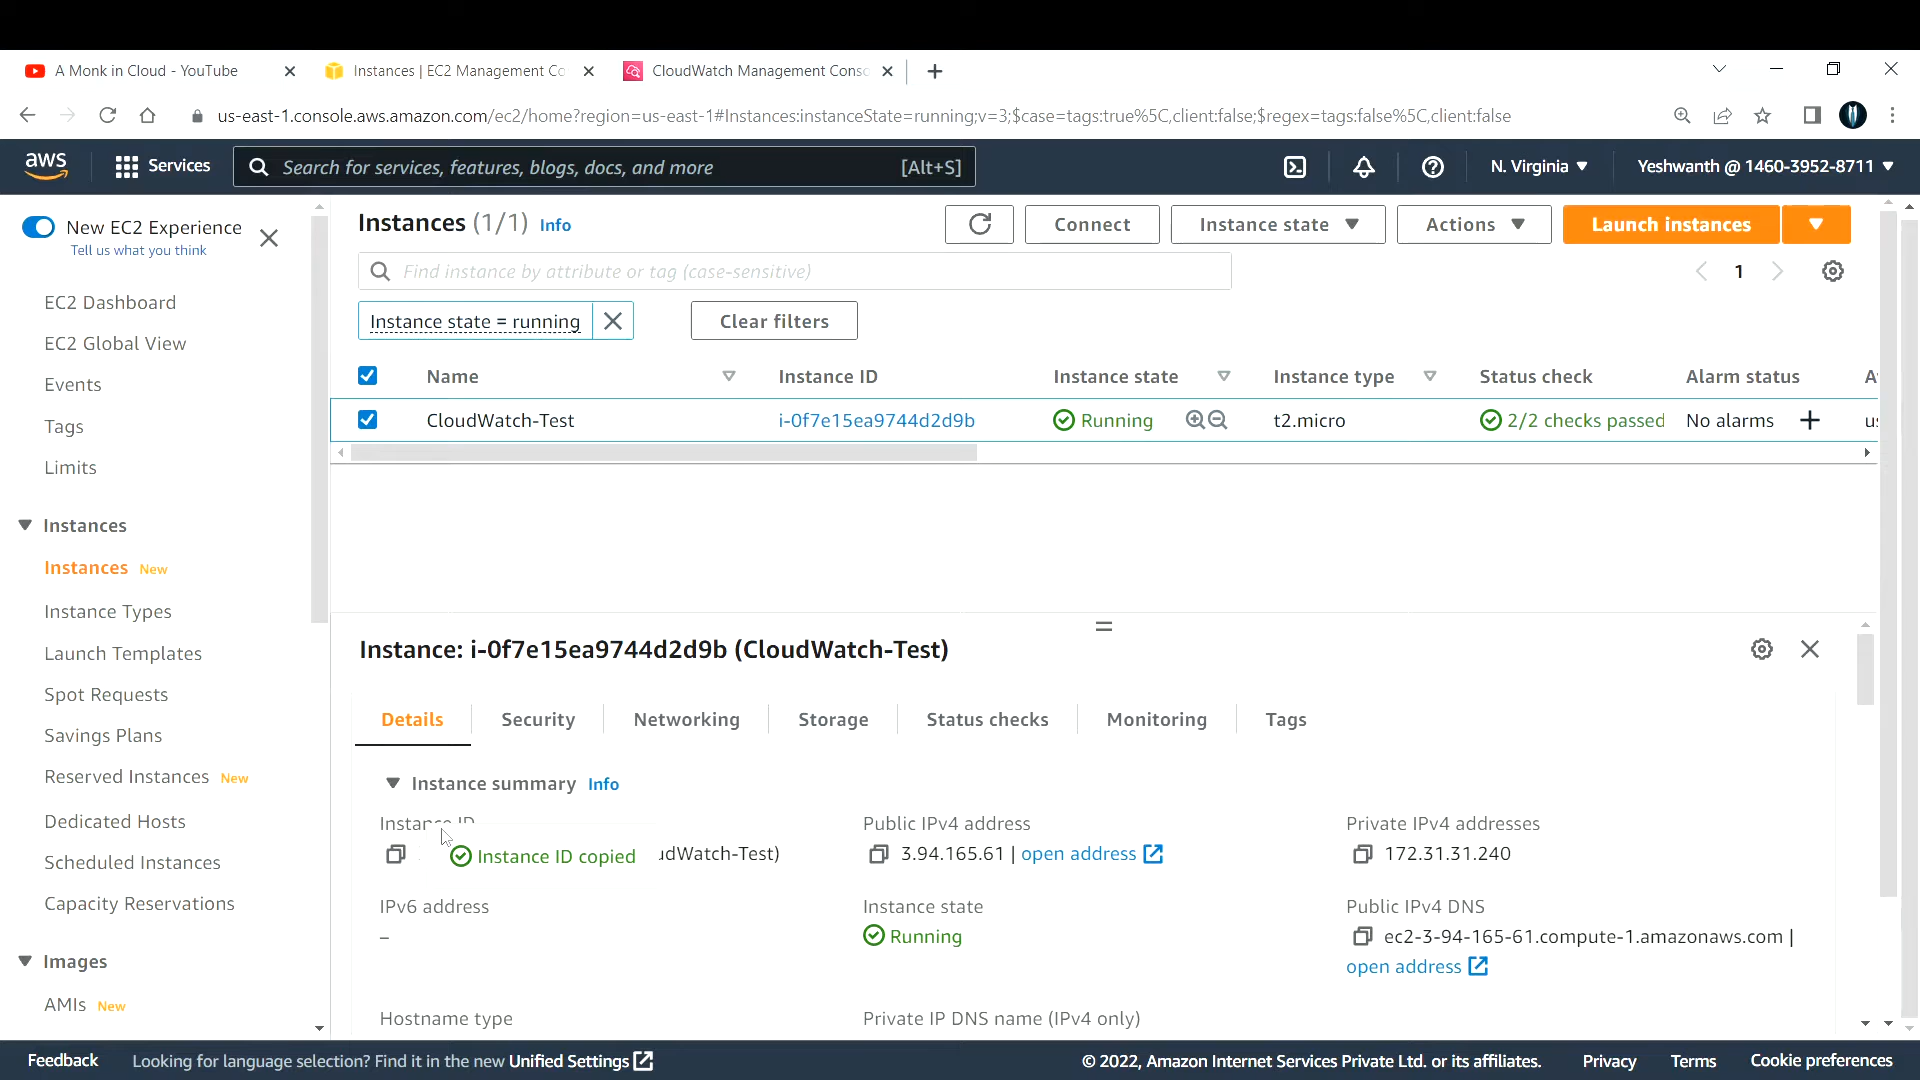 A Monk in Cloud - YouTube
Instances | EC2 Management Co
CloudWatch Management Consc
us-east-1.console.aws.amazon.com/ec2/home?region=us-east-1#Instances:instanceState=running;v=3;$case=tags:true%5C,client:false;$regex=tags:false%5C,client:false
aws
Services
Search for services, features, blogs, docs, and more
[Alt+S]
N. Virginia
Yeshwanth @ 1460-3952-8711
New EC2 Experience
Tell us what you think
EC2 Dashboard
EC2 Global View
Events
Tags
Limits
Instances
Instances New
Instance Types
Launch Templates
Spot Requests
Savings Plans
Reserved Instances New
Dedicated Hosts
Scheduled Instances
Capacity Reservations
Images
AMIs New
Instances (1/1) Info
Connect
Instance state
Actions
Launch instances
Find instance by attribute or tag (case-sensitive)
1
Instance state = running
Clear filters
Name
Instance ID
Instance state
Instance type
Status check
Alarm status
A
CloudWatch-Test
i-0f7e15ea9744d2d9b
Running
t2.micro
2/2 checks passed
No alarms
us
Instance: i-0f7e15ea9744d2d9b (CloudWatch-Test)
Details
Security
Networking
Storage
Status checks
Monitoring
Tags
Instance summary Info
Instance ID
Instance ID copied
udWatch-Test)
Public IPv4 address
3.94.165.61 | open address
Private IPv4 addresses
172.31.31.240
IPv6 address
–
Instance state
Running
Public IPv4 DNS
ec2-3-94-165-61.compute-1.amazonaws.com |
open address
Hostname type
Private IP DNS name (IPv4 only)
Feedback
Looking for language selection? Find it in the new Unified Settings
© 2022, Amazon Internet Services Private Ltd. or its affiliates.
Privacy
Terms
Cookie preferences